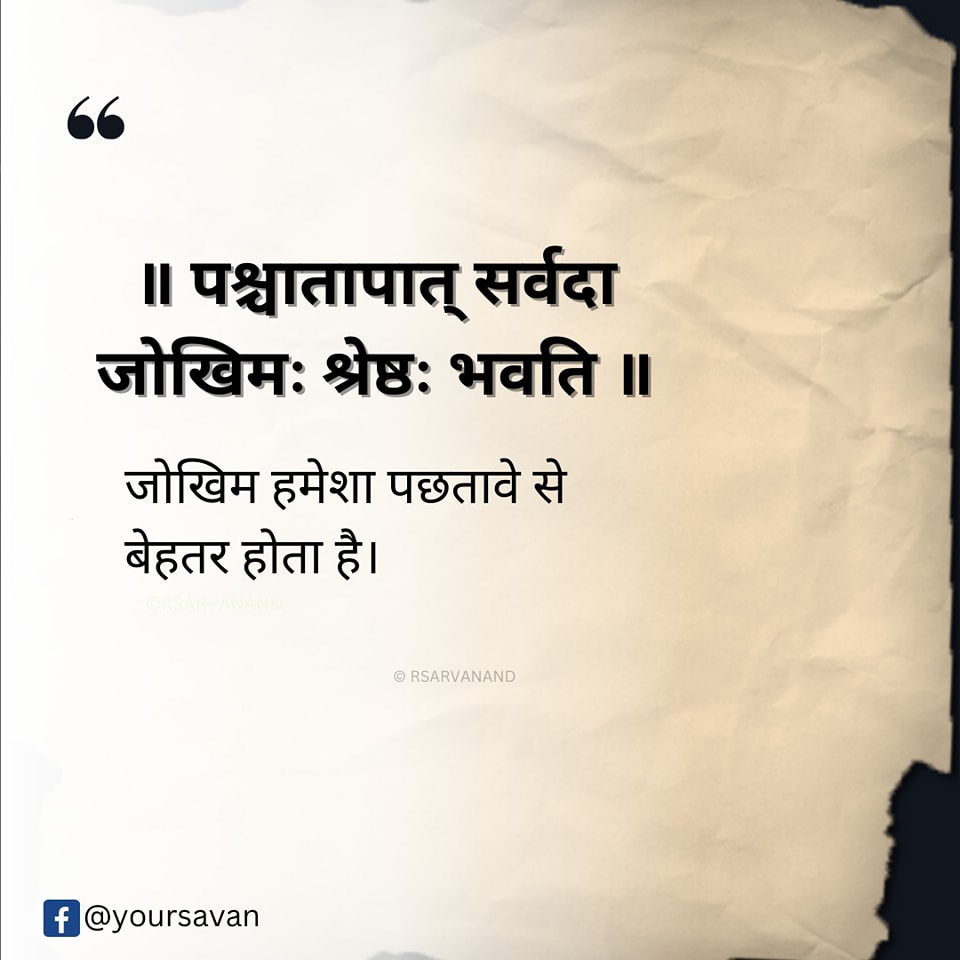 “
॥ पश्चातापात् सर्वदा
जोखिमः श्रेष्ठः भवति ॥
जोखिम हमेशा पछतावे से
बेहतर होता है।
©RSARVANAND
© RSARVANAND
@yoursavan